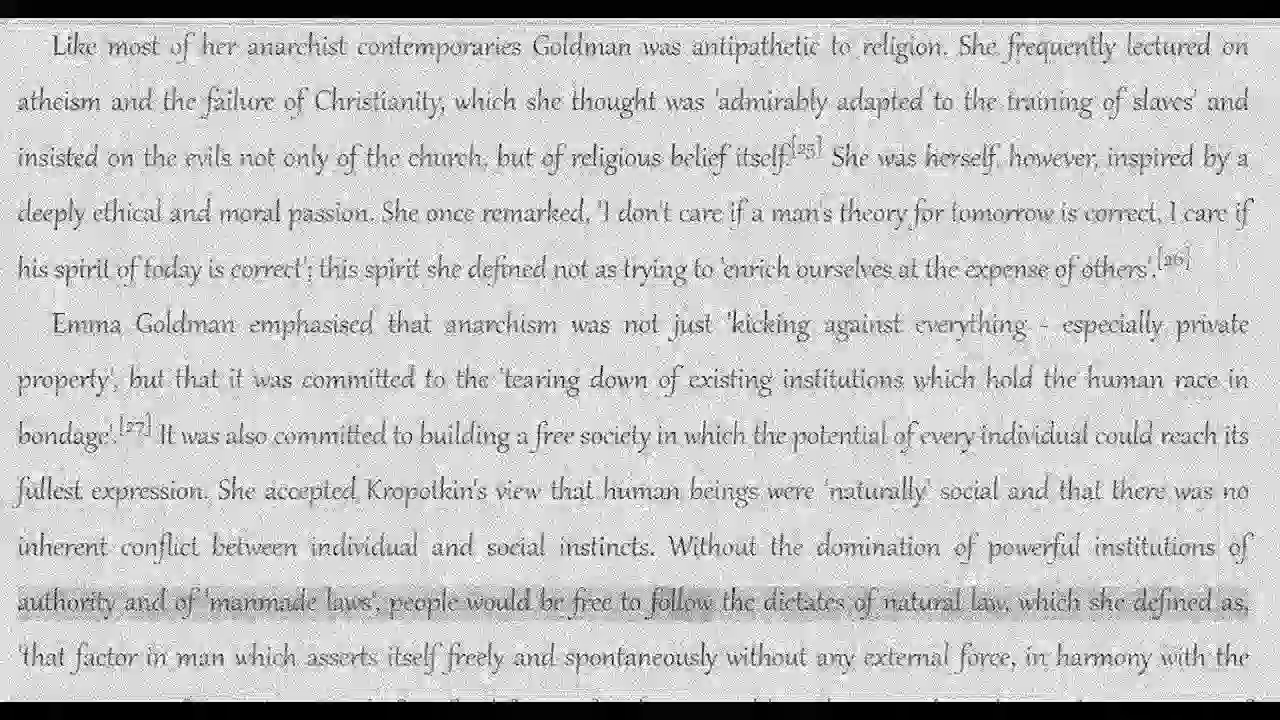 Like most of her anarchist contemporaries Goldman was antipathetic to religion. She frequently lectured on
atheism and the failure of Christianity, which she thought was 'admirably adapted to the training of slaves' and
insisted on the evils not only of the church, but of religious belief itself.[25] She was herself, however, inspired by a
deeply ethical and moral passion. She once remarked, 'I don't care if a man's theory for tomorrow is correct, I care if
his spirit of today is correct'; this spirit she defined not as trying to 'enrich ourselves at the expense of others'.[26]
Emma Goldman emphasised that anarchism was not just 'kicking against everything - especially private
property', but that it was committed to the 'tearing down of existing institutions which hold the human race in
bondage'.[27] It was also committed to building a free society in which the potential of every individual could reach its
fullest expression. She accepted Kropotkin's view that human beings were 'naturally' social and that there was no
inherent conflict between individual and social instincts. Without the domination of powerful institutions of
authority and of 'manmade laws', people would be free to follow the dictates of natural law, which she defined as,
'that factor in man which asserts itself freely and spontaneously without any external force, in harmony with the